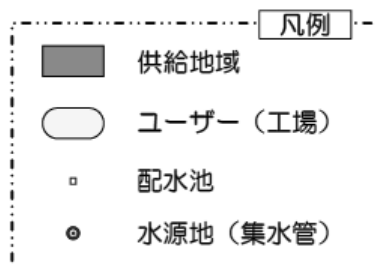 凡例
供給地域
ユーザー（工場）
配水池
水源地（集水管）